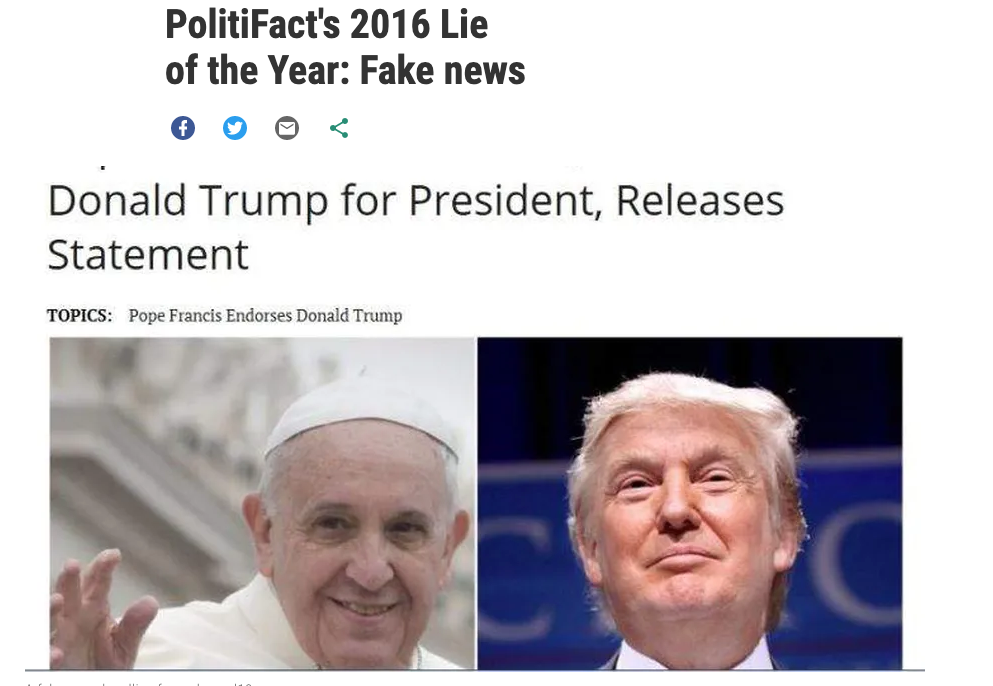 PolitiFact's 2016 Lie
of the Year: Fake news
Donald Trump for President, Releases
Statement
TOPICS: Pope Francis Endorses Donald Trump
C C